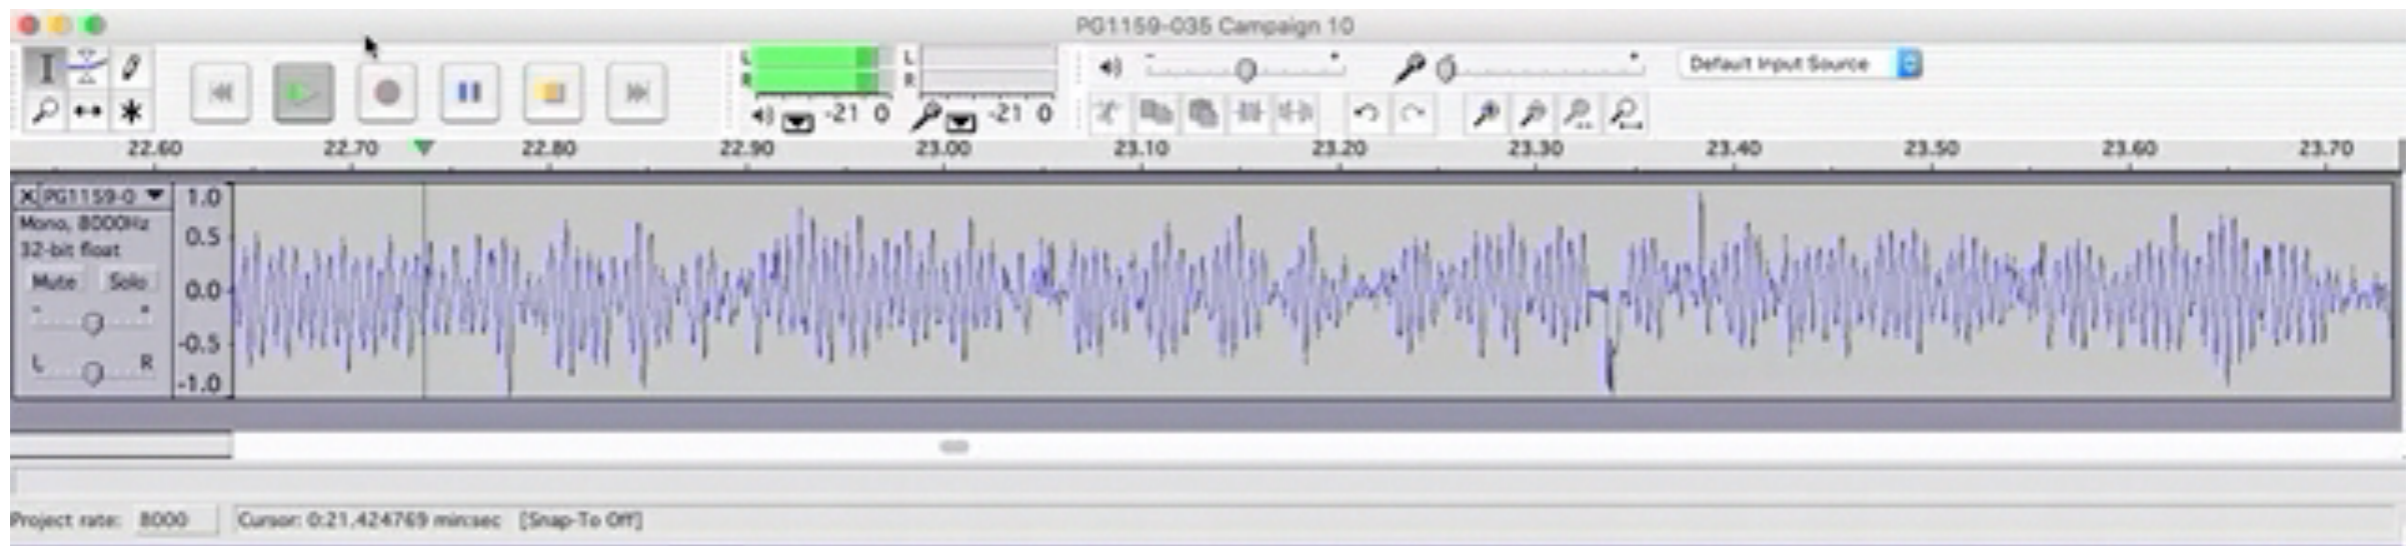 PG1159-035 Campaign 10
L L
R R
-21 0 -21 0
Default Input Source
22.60 22.70 22.80 22.90 23.00 23.10 23.20 23.30 23.40 23.50 23.60 23.70
X PG1159-0
Mono, 8000Hz
32-bit float
Mute Solo
- +
L R
1.0
0.5
0.0
-0.5
-1.0
Project rate: 8000 Cursor: 0:21.424769 min:sec [Snap-To Off]